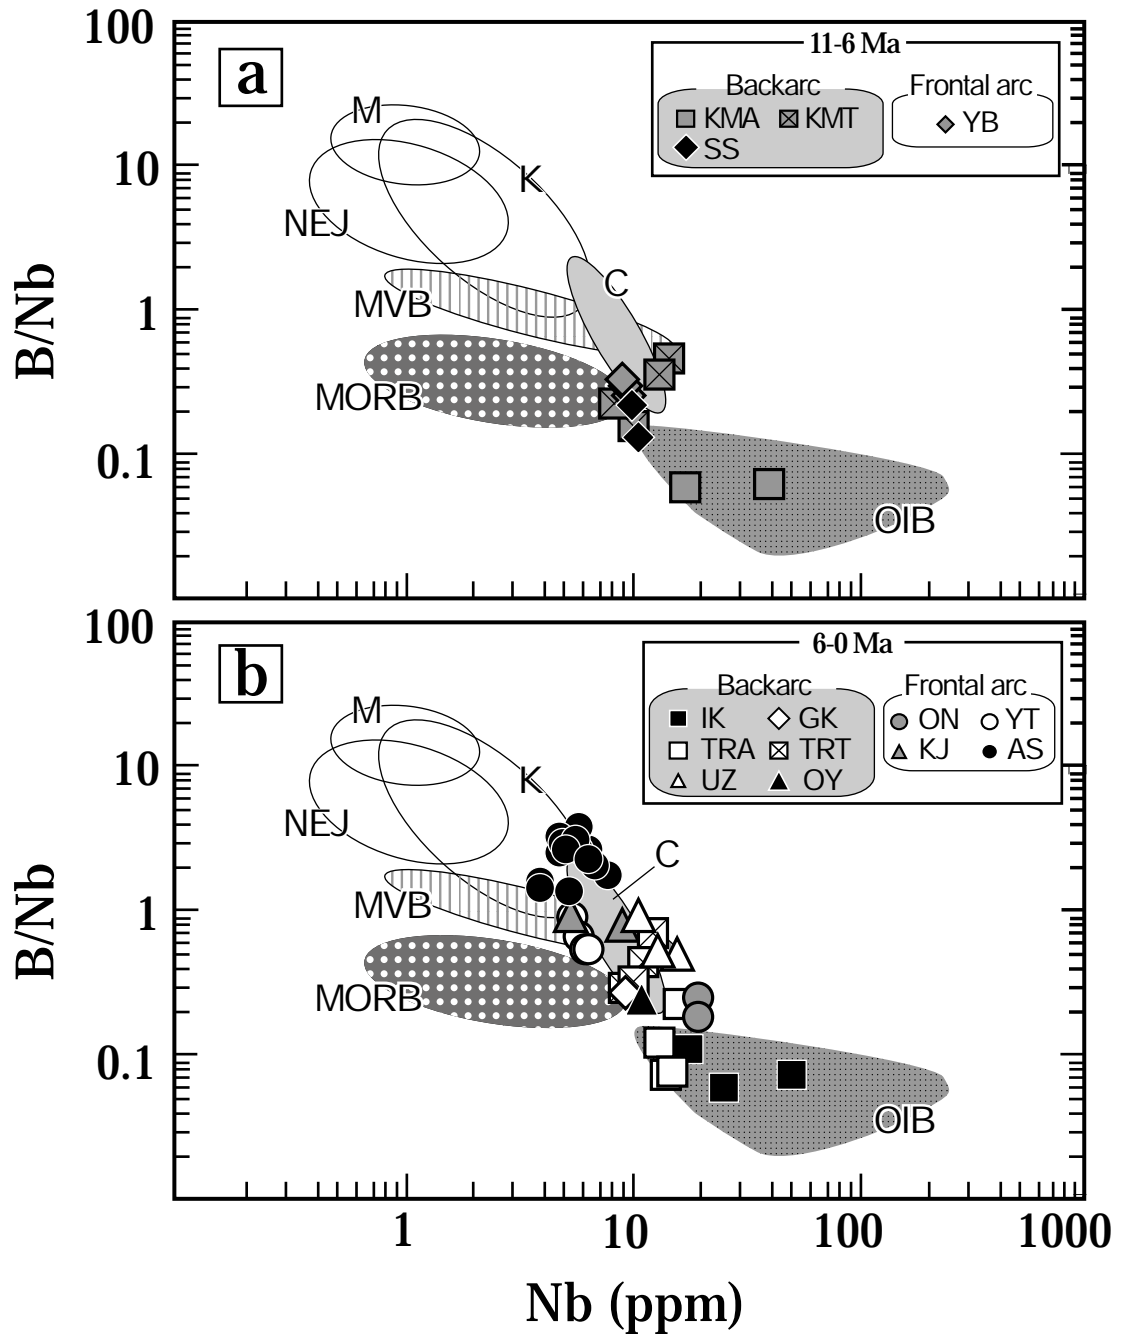 100
a
11-6 Ma
Backarc
Frontal arc
KMA
KMT
YB
SS
M
10
K
NEJ
B/Nb
C
MVB
1
MORB
0.1
OIB
100
b
6-0 Ma
Backarc
Frontal arc
IK
GK
ON
YT
TRA
TRT
KJ
AS
UZ
OY
M
10
K
NEJ
C
B/Nb
MVB
1
MORB
0.1
OIB
1
10
100
1000
Nb (ppm)